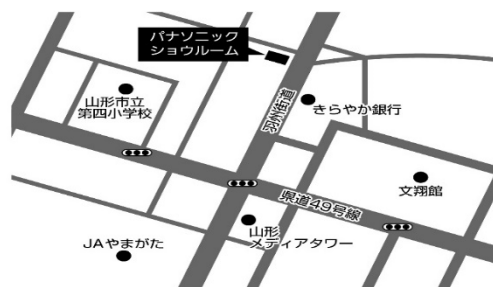 パナソニック
ショウルーム
山形市立
第四小学校
羽州街道
きらやか銀行
文翔館
県道49号線
山形
メディアタワー
JAやまがた